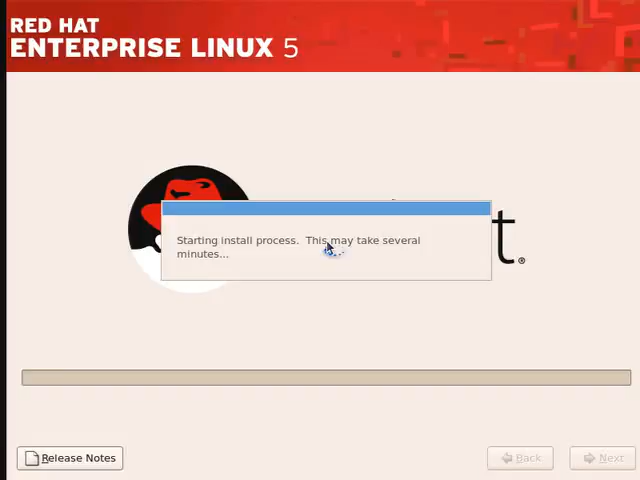 RED HAT
ENTERPRISE LINUX 5
Starting install process.  This may take several
minutes...
t.®
Release Notes
Back
Next